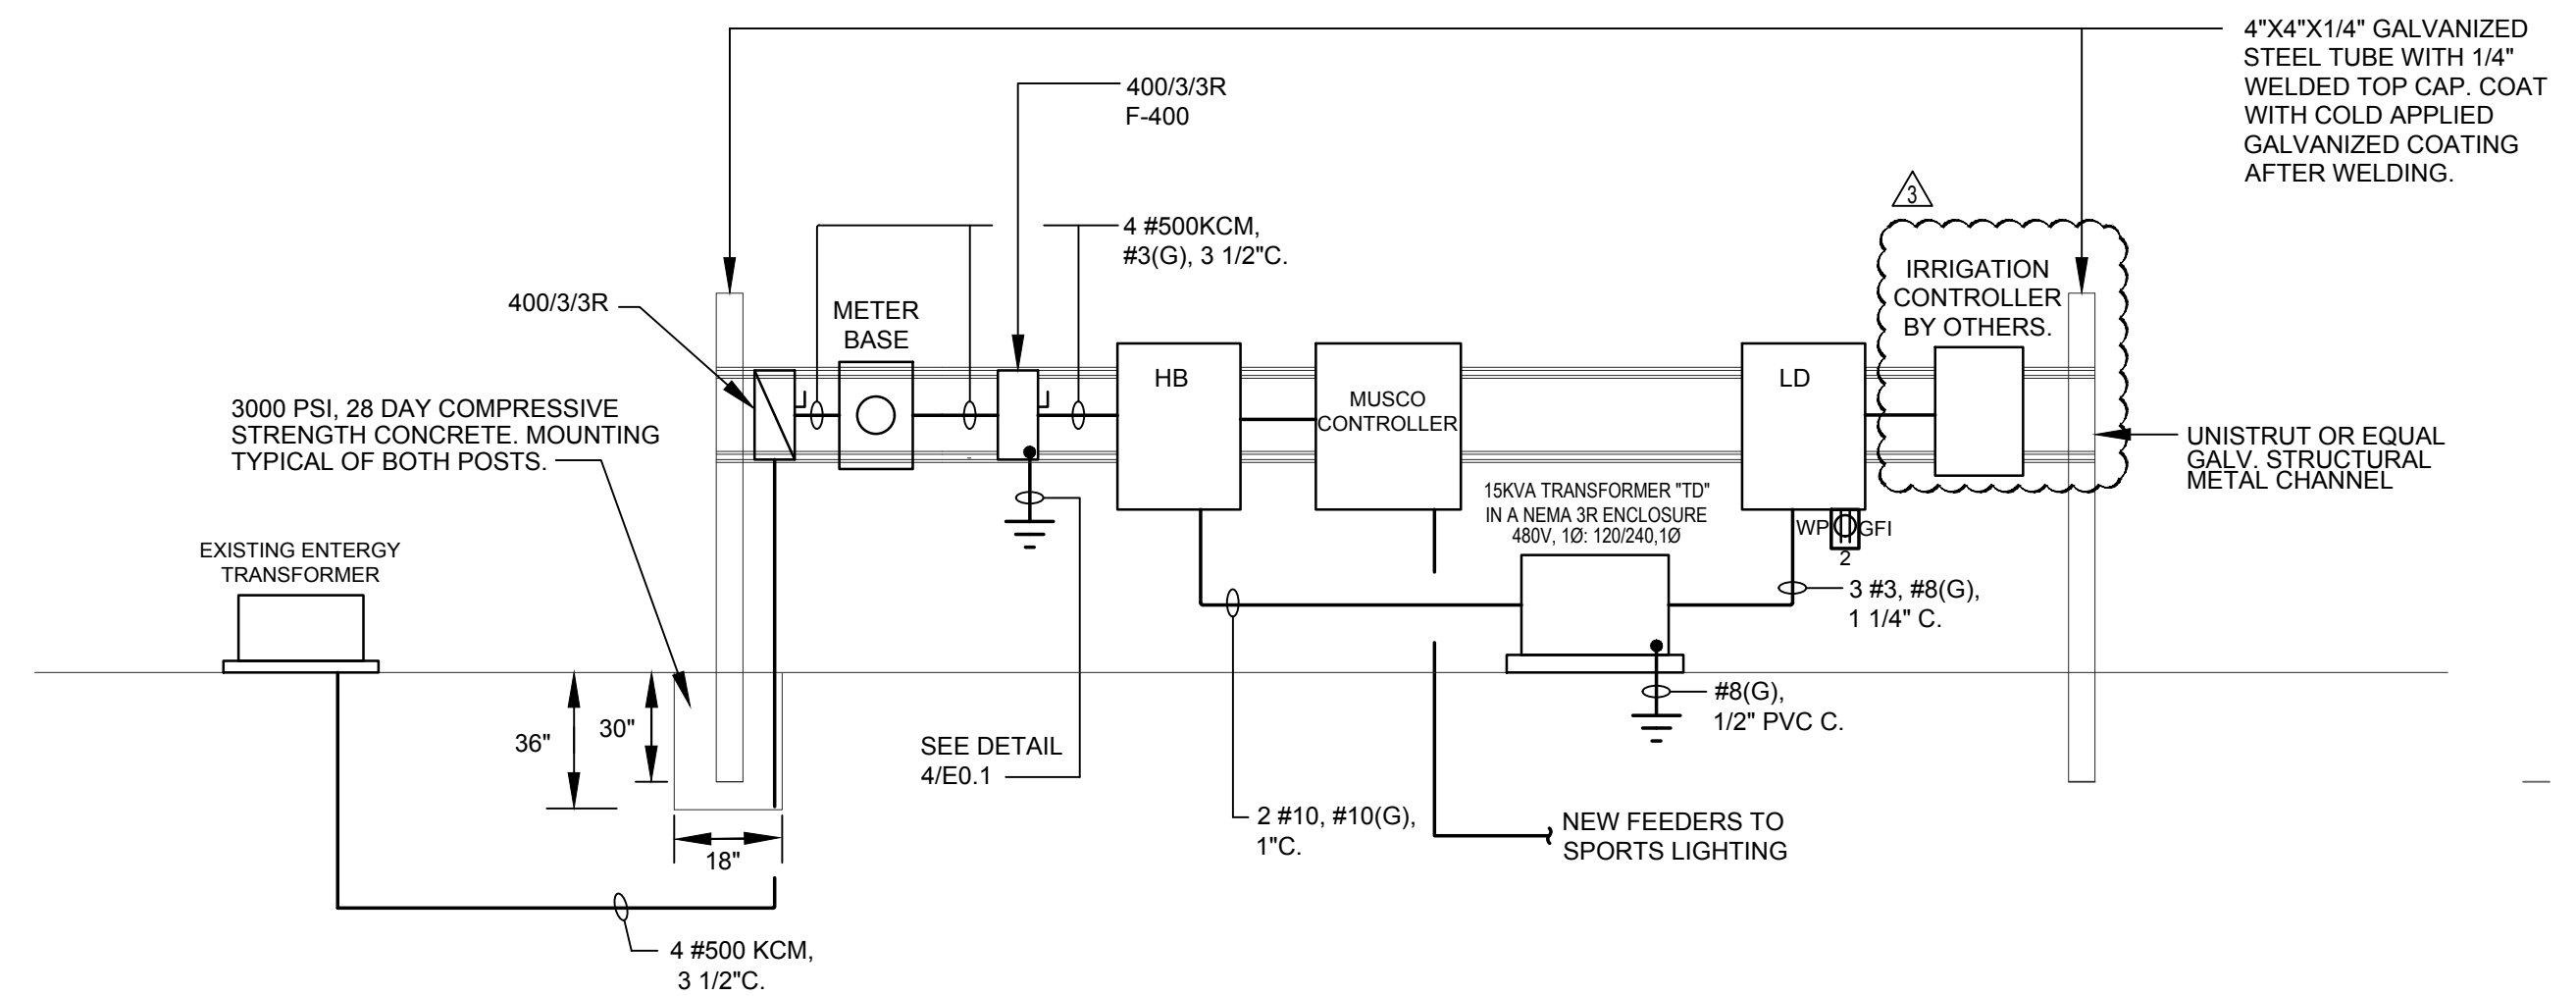 4"X4"X1/4" GALVANIZED
STEEL TUBE WITH 1/4"
WELDED TOP CAP. COAT
WITH COLD APPLIED
GALVANIZED COATING
AFTER WELDING.
400/3/3R
F-400
3
4 #500KCM,
#3(G), 3 1/2"C.
IRRIGATION
CONTROLLER
BY OTHERS.
400/3/3R
METER
BASE
HB
MUSCO
CONTROLLER
LD
3000 PSI, 28 DAY COMPRESSIVE
STRENGTH CONCRETE. MOUNTING
TYPICAL OF BOTH POSTS.
UNISTRUT OR EQUAL
GALV. STRUCTURAL
METAL CHANNEL
15KVA TRANSFORMER "TD"
IN A NEMA 3R ENCLOSURE
480V, 1Ø: 120/240,1Ø
WP GFI
2
EXISTING ENTERGY
TRANSFORMER
3 #3, #8(G),
1 1/4" C.
#8(G),
1/2" PVC C.
36"
30"
18"
SEE DETAIL
4/E0.1
2 #10, #10(G),
1"C.
NEW FEEDERS TO
SPORTS LIGHTING
4 #500 KCM,
3 1/2"C.